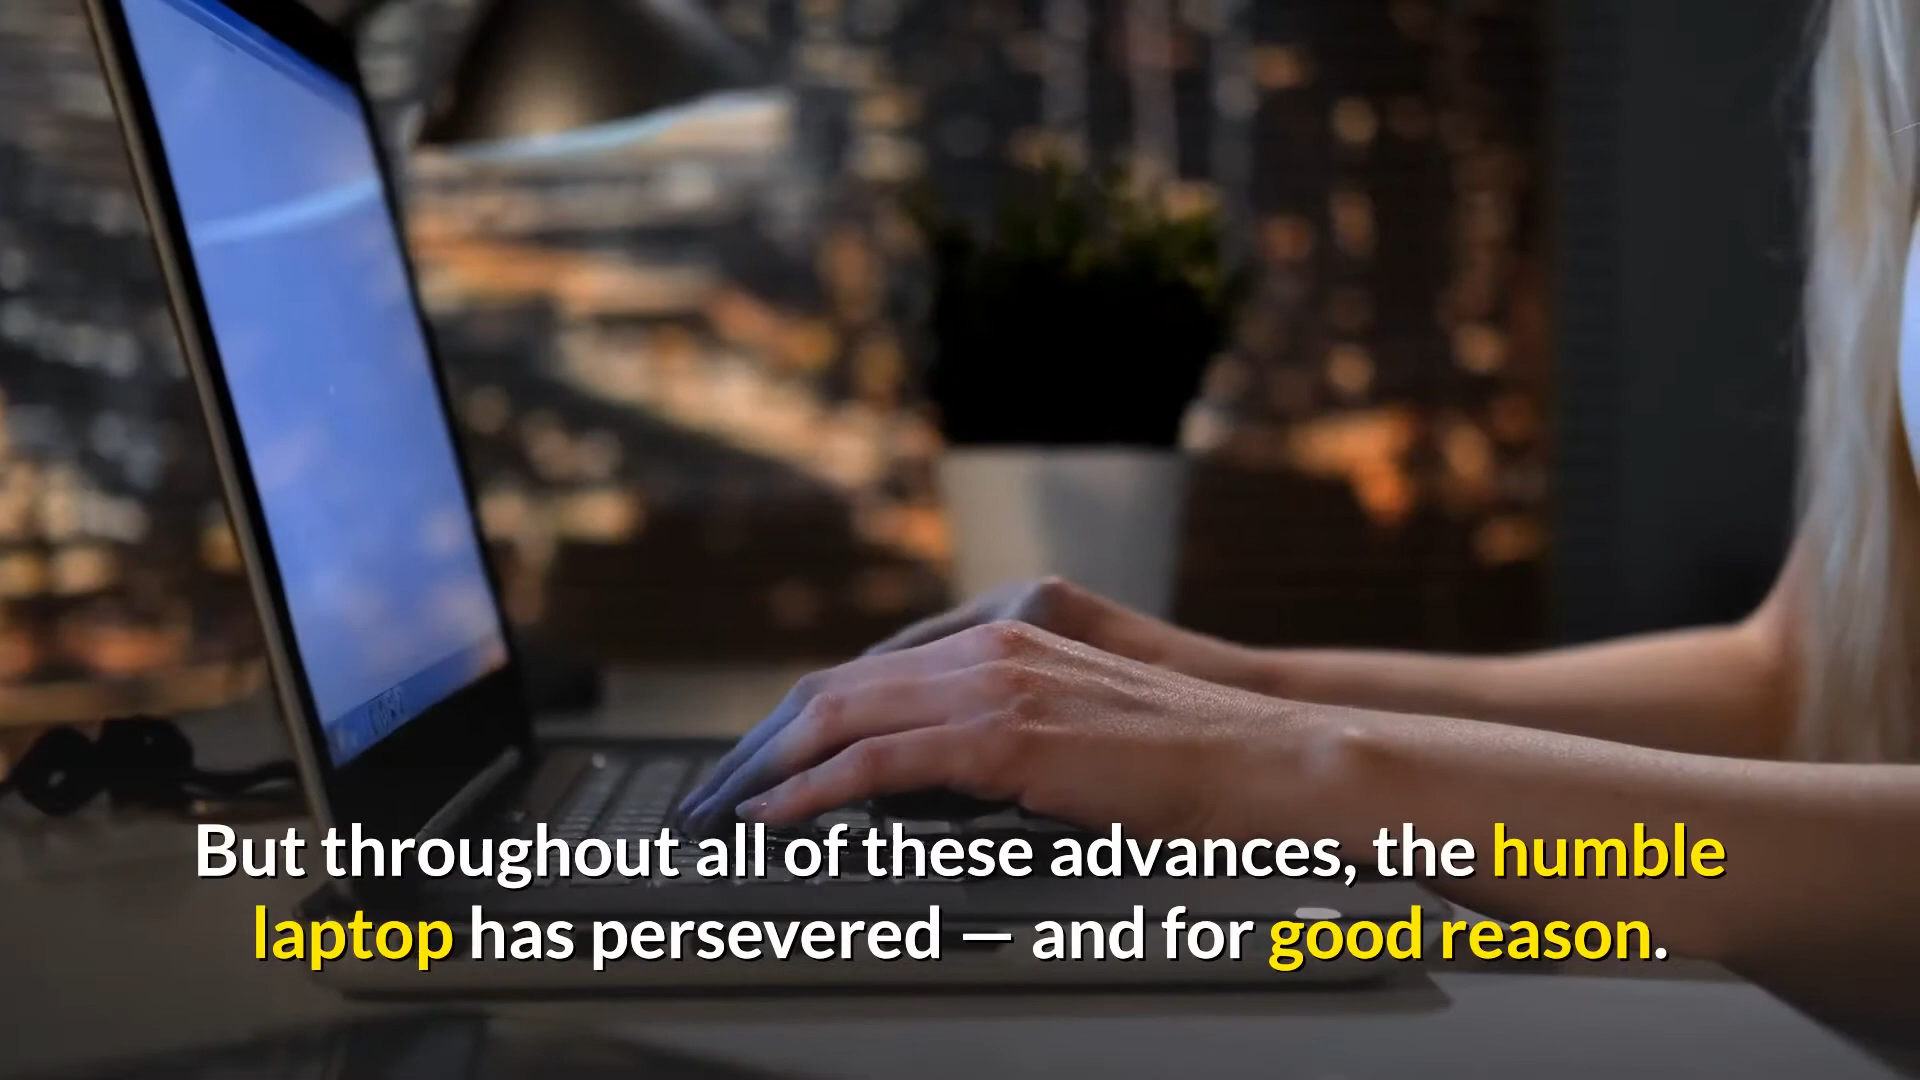 But throughout all of these advances, the humble
laptop has persevered — and for good reason.